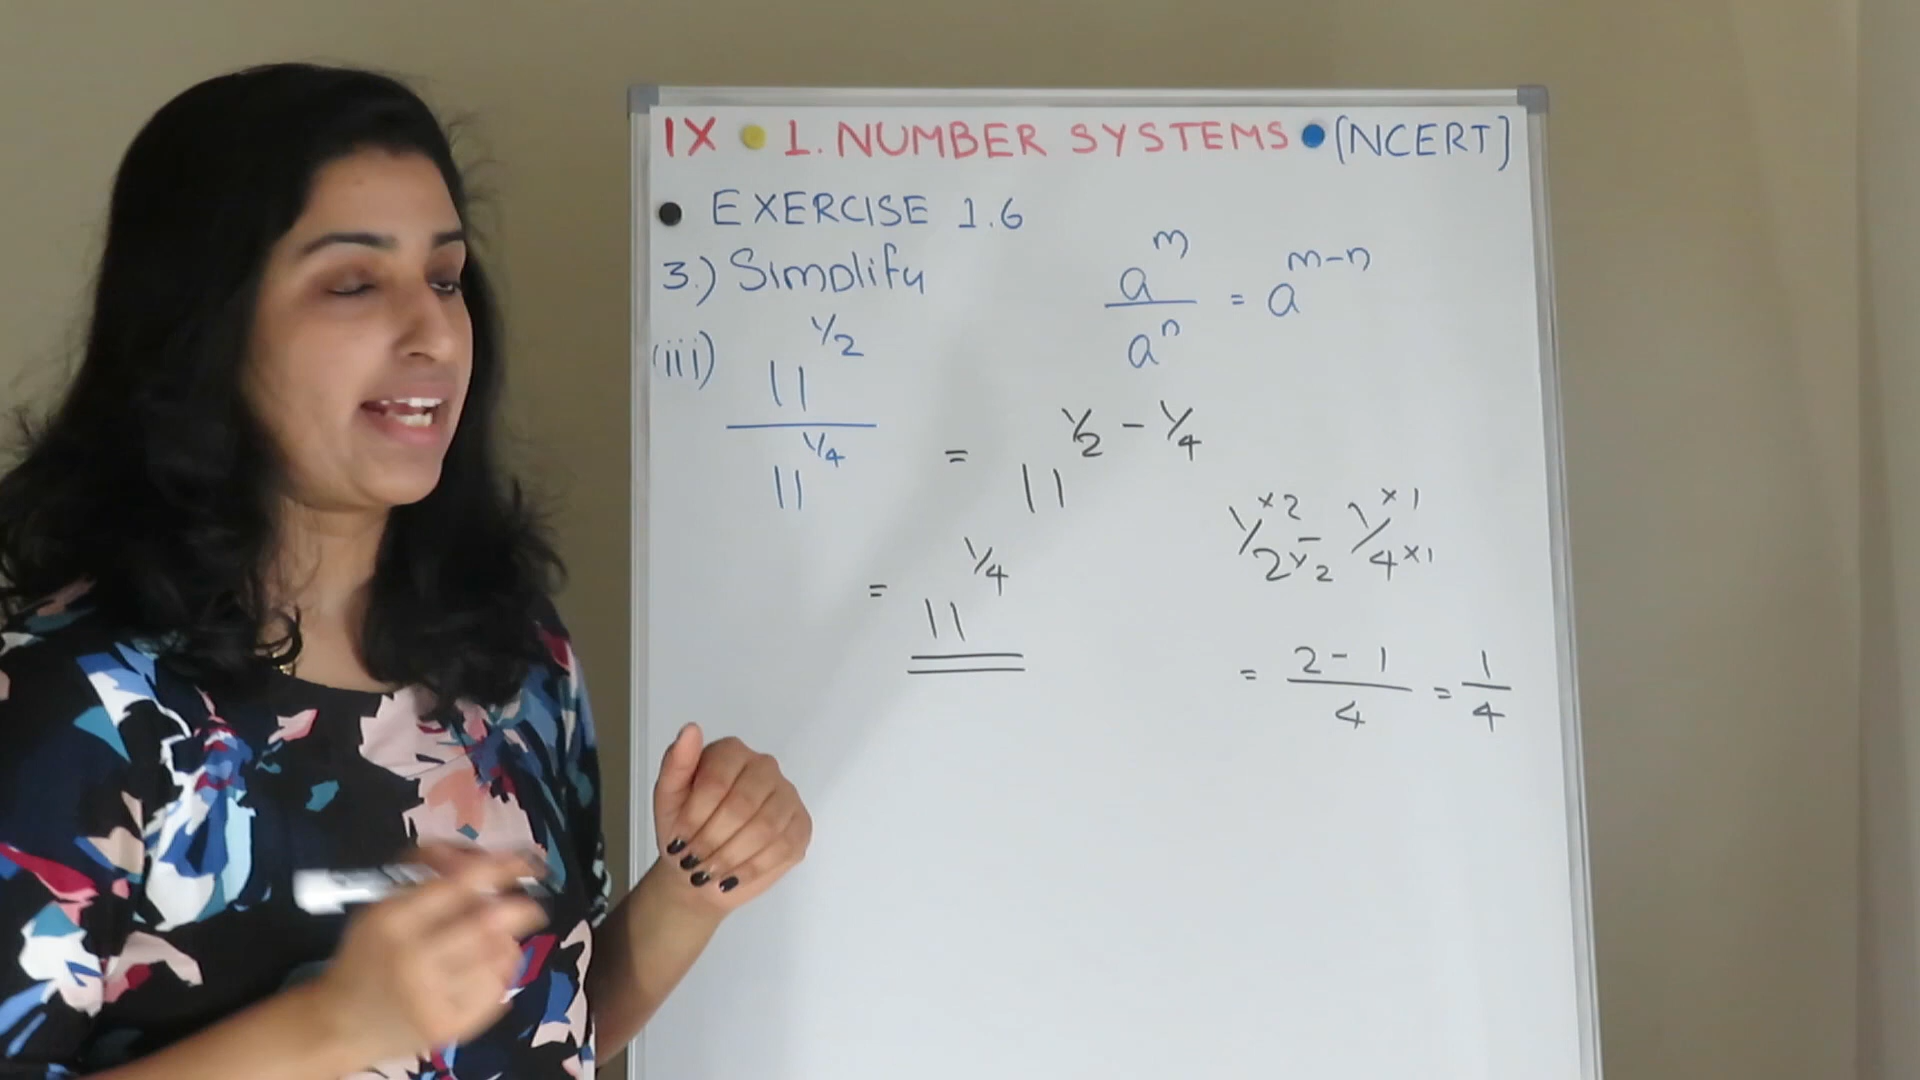 IX • 1. NUMBER SYSTEMS • [NCERT]
• EXERCISE 1.6
3.) Simplify
a^m / a^n = a^(m-n)
(iii) 11^(1/2) / 11^(1/4) = 11^(1/2 - 1/4)
1×2/2×2 - 1×1/4×1
= 11^(1/4)
= (2 - 1)/4 = 1/4